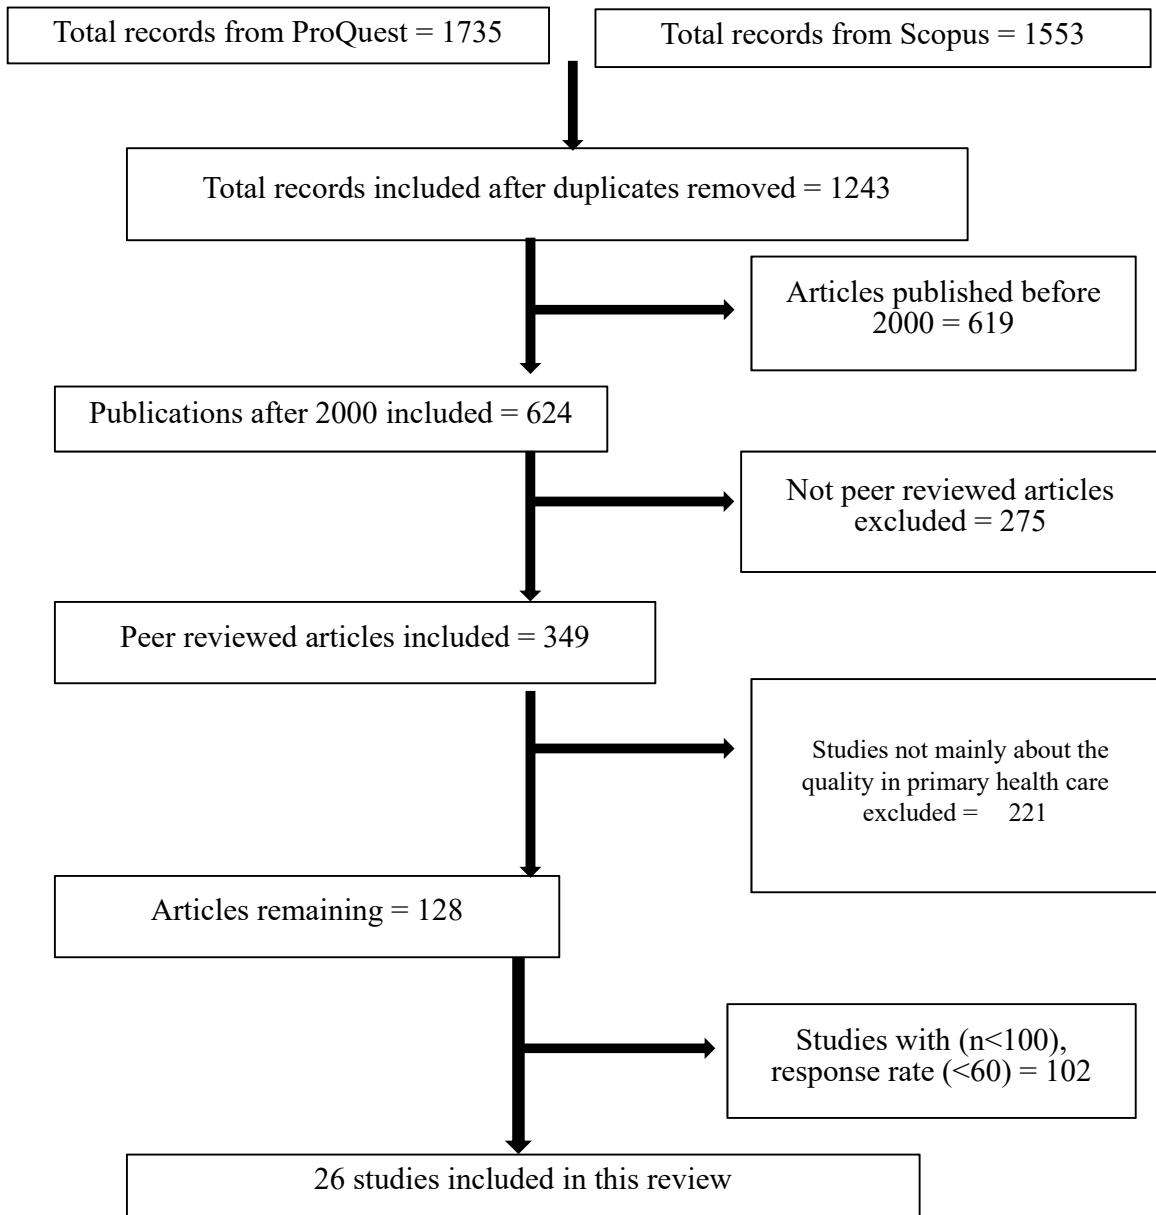 Total records from ProQuest = 1735
Total records from Scopus = 1553
Total records included after duplicates removed = 1243
Articles published before
2000 = 619
Publications after 2000 included = 624
Not peer reviewed articles
excluded = 275
Peer reviewed articles included = 349
Studies not mainly about the
quality in primary health care
excluded = 221
Articles remaining = 128
Studies with (n<100),
response rate (<60) = 102
26 studies included in this review